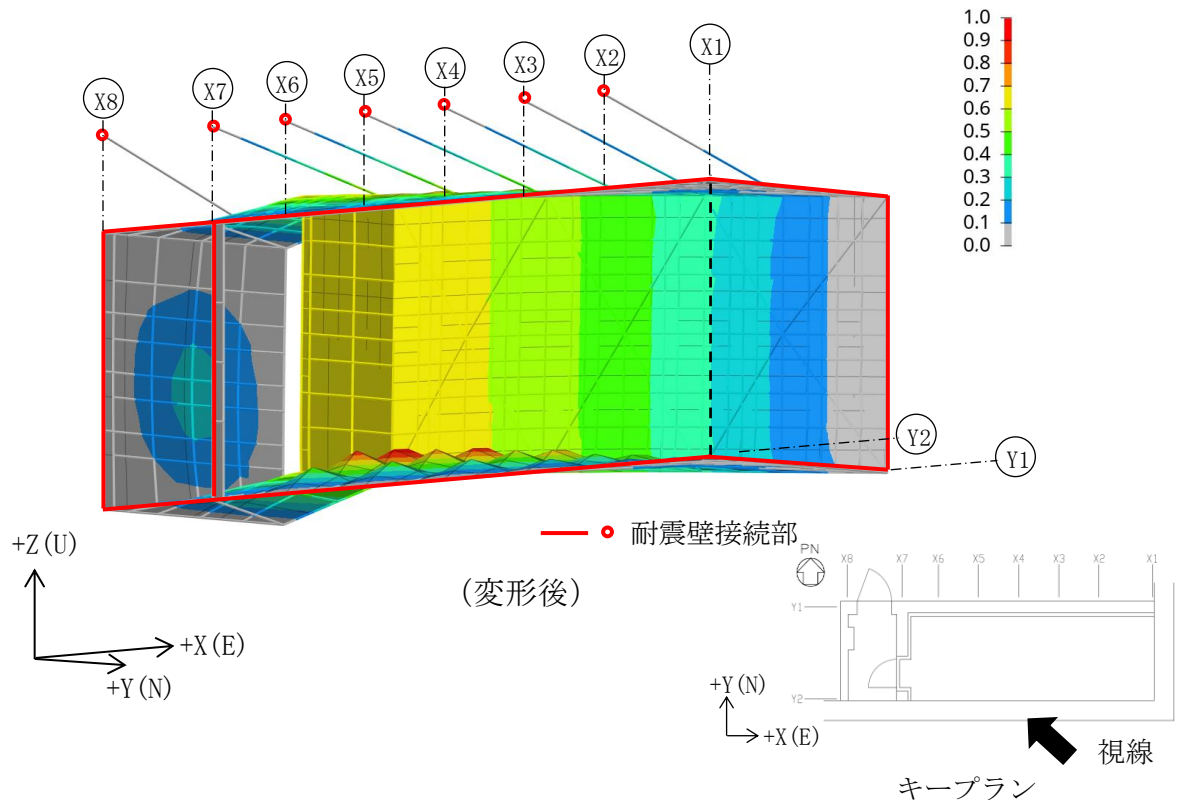 X1
X2
X3
X4
X5
X6
X7
X8
1.0
0.9
0.8
0.7
0.6
0.5
0.4
0.3
0.2
0.1
0.0
Y2
Y1
耐震壁接続部
(変形後)
+Z(U)
+X(E)
+Y(N)
PN
X8 X7 X6 X5 X4 X3 X2 X1
Y1
Y2
+Y(N)
+X(E)
視線
キープラン